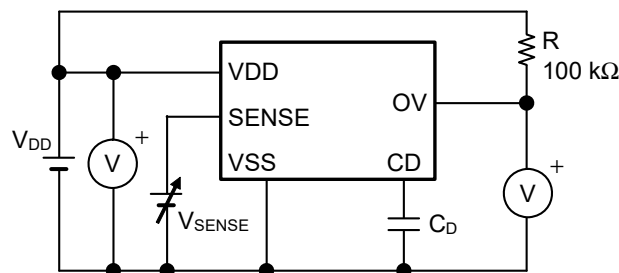 R
100 kΩ
VDD
OV
SENSE
VSS
CD
VDD
+
V
VSENSE
CD
+
V